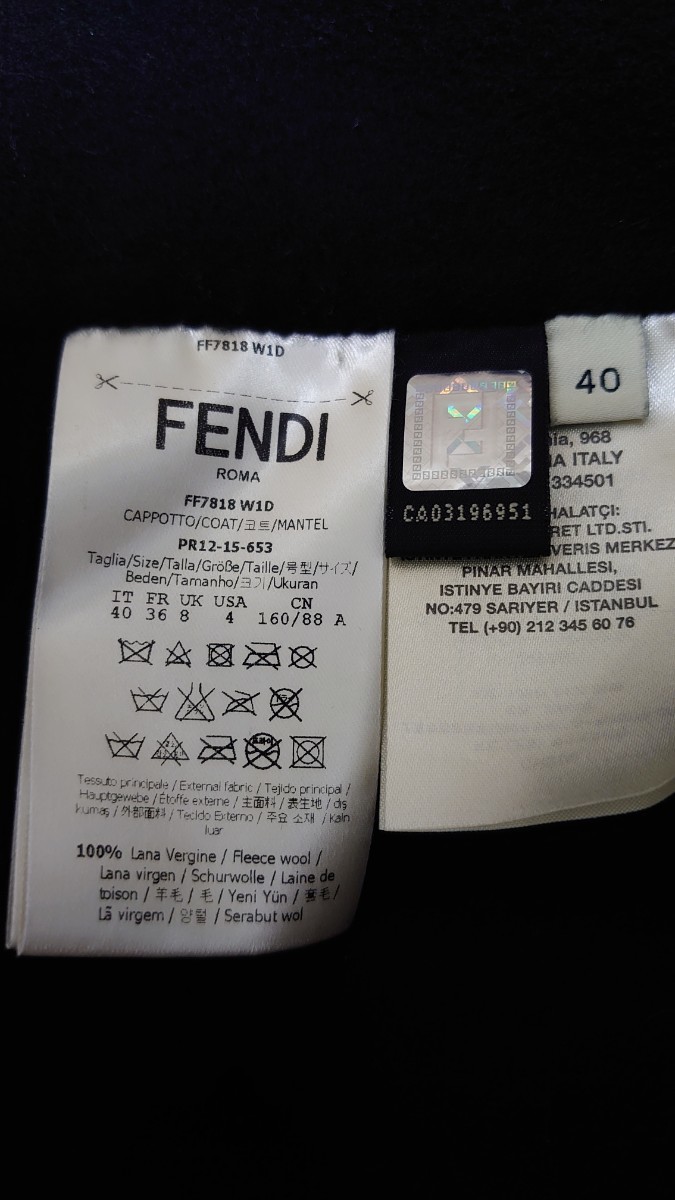 FF7818 W1D
FENDI
ROMA
FF7818 W1D
CAPPOTTO/COAT/코트/MANTEL
PR12-15-653
Taglia/Size/Talla/Größe/Taille/号型/サイズ/
Beden/Tamanho/크기/Ukuran
IT FR UK USA CN
40 36 8 4 160/88 A
Tessuto principale / External fabric / Tejido principal /
Hauptgewebe / Étoffe externe / 主面料 / 表生地 / dış
kumaş / 外部面料 / Tecido Externo / 주요 소재 / kain
luar
100% Lana Vergine / Fleece wool /
Lana virgen / Schurwolle / Laine de
toison / 羊毛 / 毛 / Yeni Yün /
Lã virgem / 양털 / Serabut wol
CA03196951
40
, 968
ITALY
334501
HALATÇI:
LTD.STI.
MERKEZ
PINAR MAHALLESI,
ISTINYE BAYIRI CADDESI
NO:479 SARIYER / ISTANBUL
TEL (+90) 212 345 60 76